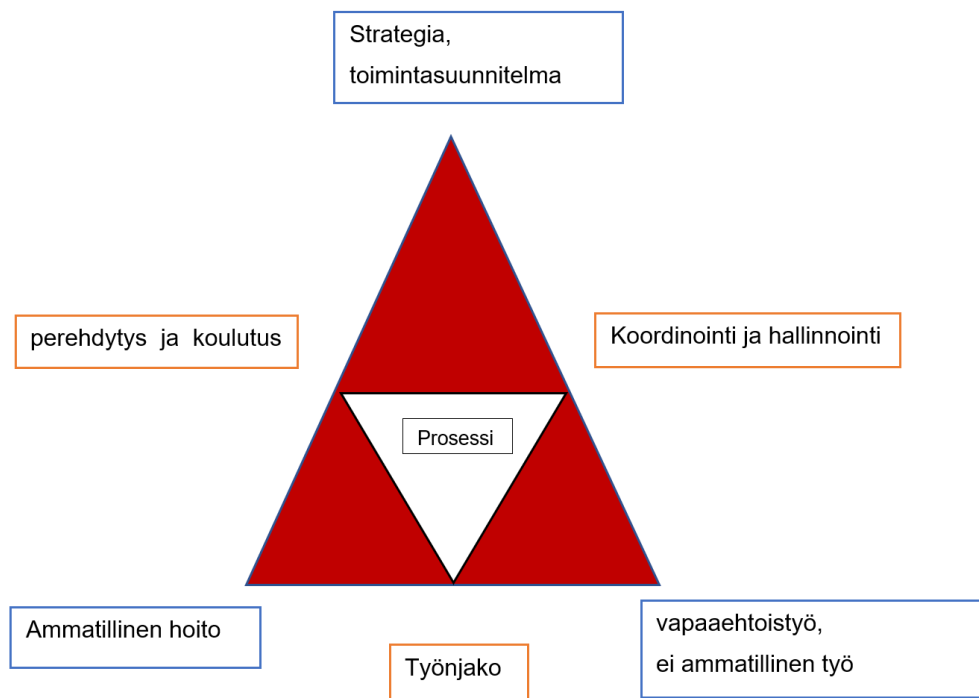 Strategia,
toimintasuunnitelma
perehdytys ja koulutus
Koordinointi ja hallinnointi
Prosessi
Ammatillinen hoito
vapaaehtoistyö,
ei ammatillinen työ
Työnjako